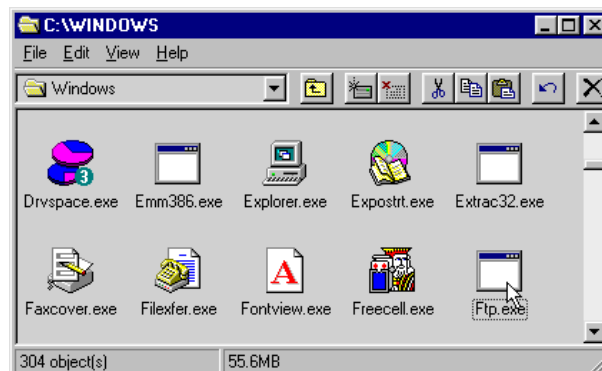 C:\WINDOWS
File Edit View Help
Windows
3
Drvspace.exe Emm386.exe Explorer.exe Expostrt.exe Extrac32.exe
A
Faxcover.exe Filexfer.exe Fontview.exe Freecell.exe Ftp.exe
304 object(s) 55.6MB